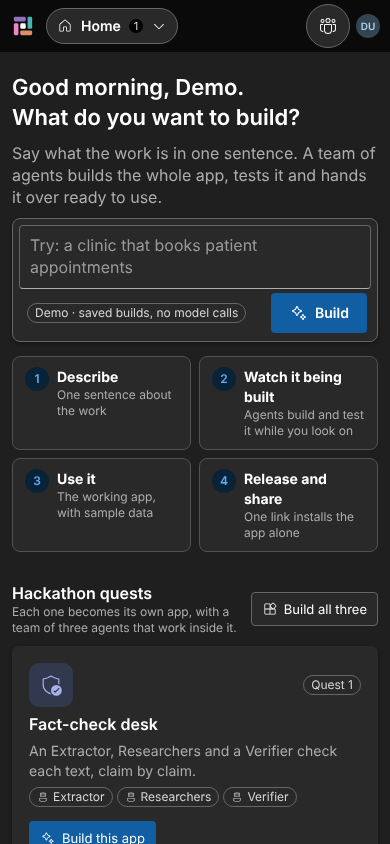 Home 1
DU
Good morning, Demo.
What do you want to build?
Say what the work is in one sentence. A team of
agents builds the whole app, tests it and hands
it over ready to use.
Try: a clinic that books patient
appointments
Demo · saved builds, no model calls
Build
1
Describe
One sentence about
the work
2
Watch it being
built
Agents build and test
it while you look on
3
Use it
The working app,
with sample data
4
Release and
share
One link installs the
app alone
Hackathon quests
Each one becomes its own app, with a
team of three agents that work inside it.
Build all three
Quest 1
Fact-check desk
An Extractor, Researchers and a Verifier check
each text, claim by claim.
Extractor Researchers Verifier
Build this app